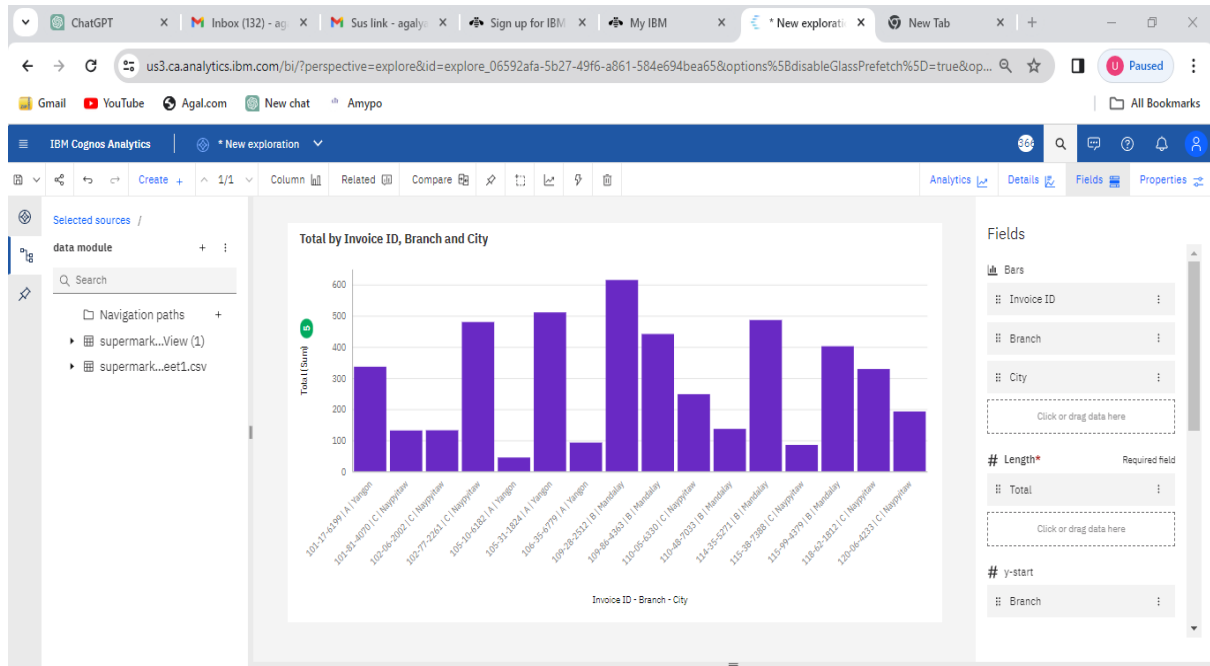 ChatGPT
Inbox (132) - ag
Sus link - agalya
Sign up for IBM
My IBM
* New explorati
New Tab
us3.ca.analytics.ibm.com/bi/?perspective=explore&id=explore_06592afa-5b27-49f6-a861-584e694bea65&options%5BdisableGlassPrefetch%5D=true&op...
U Paused
Gmail YouTube Agal.com New chat Amypo All Bookmarks
IBM Cognos Analytics * New exploration
Create + 1/1 Column Related Compare Analytics Details Fields Properties
Selected sources /
data module
Search
Navigation paths
supermark...View (1)
supermark...eet1.csv
Total by Invoice ID, Branch and City
Total (Sum)
5
600
500
400
300
200
100
0
101-17-6199 | A | Yangon
101-81-4070 | C | Naypyitaw
102-06-2002 | C | Naypyitaw
102-77-2261 | C | Naypyitaw
105-10-6182 | A | Yangon
105-31-1824 | A | Yangon
106-35-6779 | A | Yangon
109-28-2512 | B | Mandalay
109-86-4363 | B | Mandalay
110-05-6330 | C | Naypyitaw
110-48-7033 | B | Mandalay
114-35-5271 | B | Mandalay
115-38-7388 | C | Naypyitaw
115-99-4379 | B | Mandalay
118-62-1812 | C | Naypyitaw
120-06-4233 | C | Naypyitaw
Invoice ID - Branch - City
Fields
Bars
Invoice ID
Branch
City
Click or drag data here
# Length* Required field
Total
Click or drag data here
# y-start
Branch